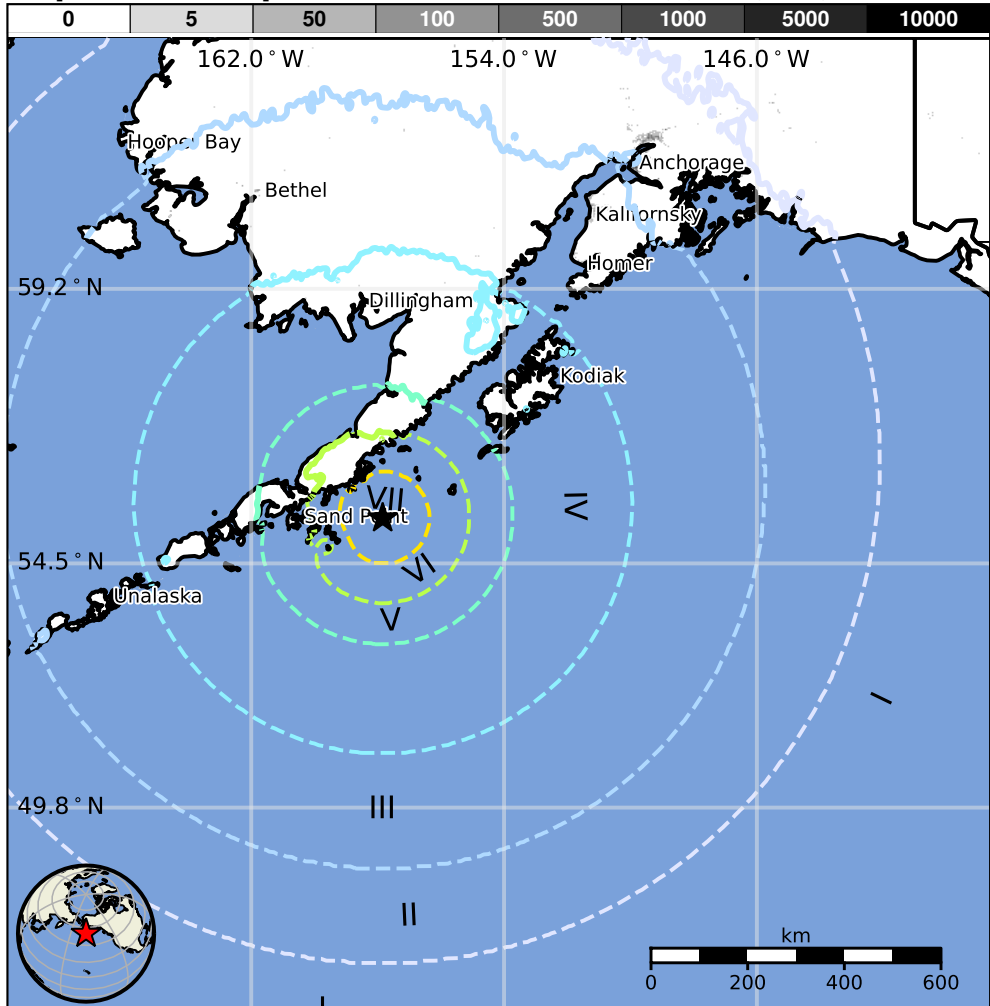 0 5 50 100 500 1000 5000 10000
162.0°W 154.0°W 146.0°W
Hooper Bay
Anchorage
Bethel
Kalifornsky
Homer
59.2°N
Dillingham
Kodiak
VII
IV
Sand Point
54.5°N
VI
Unalaska
V
I
49.8°N
III
II
km
0 200 400 600